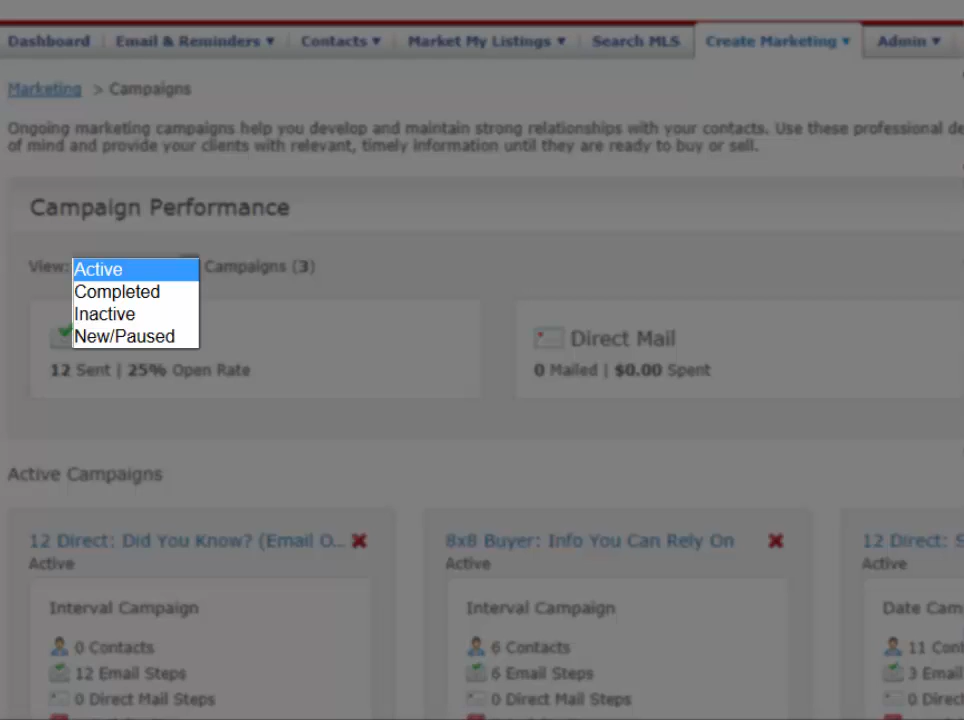 Dashboard Email & Reminders ▼ Contacts ▼ Market My Listings ▼ Search MLS Create Marketing ▼ Admin ▼
Marketing > Campaigns
Ongoing marketing campaigns help you develop and maintain strong relationships with your contacts. Use these professional de
of mind and provide your clients with relevant, timely information until they are ready to buy or sell.
Campaign Performance
View: Active Campaigns (3)
Completed
Inactive
New/Paused
Direct Mail
12 Sent | 25% Open Rate
0 Mailed | $0.00 Spent
Active Campaigns
12 Direct: Did You Know? (Email O...
Active
Interval Campaign
0 Contacts
12 Email Steps
0 Direct Mail Steps
8x8 Buyer: Info You Can Rely On
Active
Interval Campaign
6 Contacts
6 Email Steps
0 Direct Mail Steps
12 Direct: S
Active
Date Cam
11 Cont
3 Email
0 Direct